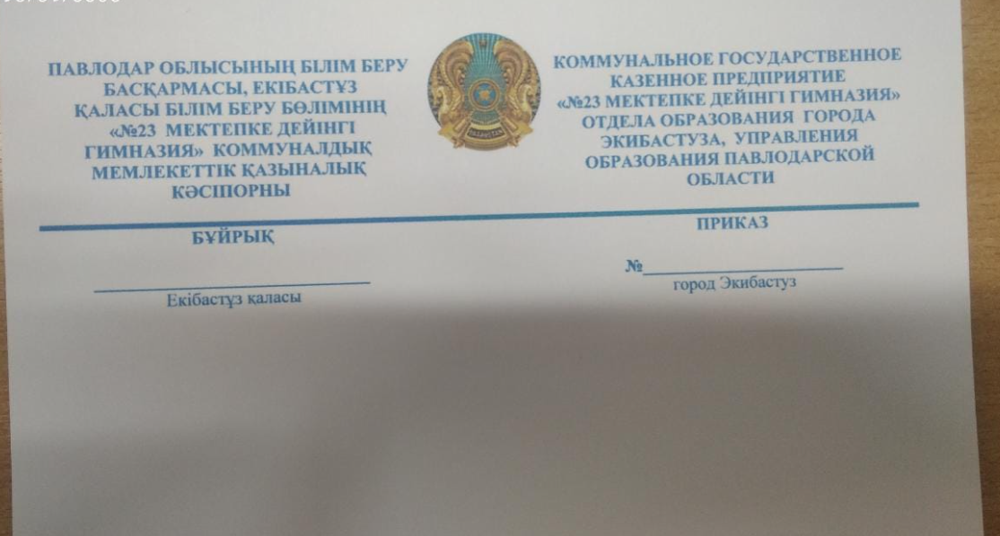 ПАВЛОДАР ОБЛЫСЫНЫҢ БІЛІМ БЕРУ
БАСҚАРМАСЫ, ЕКІБАСТҰЗ
ҚАЛАСЫ БІЛІМ БЕРУ БӨЛІМІНІҢ
«№23 МЕКТЕПКЕ ДЕЙІНГІ
ГИМНАЗИЯ» КОММУНАЛДЫҚ
МЕМЛЕКЕТТІК ҚАЗЫНАЛЫҚ
КӘСІПОРНЫ
КОММУНАЛЬНОЕ ГОСУДАРСТВЕННОЕ
КАЗЕННОЕ ПРЕДПРИЯТИЕ
«№23 МЕКТЕПКЕ ДЕЙІНГІ ГИМНАЗИЯ»
ОТДЕЛА ОБРАЗОВАНИЯ ГОРОДА
ЭКИБАСТУЗА, УПРАВЛЕНИЯ
ОБРАЗОВАНИЯ ПАВЛОДАРСКОЙ
ОБЛАСТИ
БҰЙРЫҚ
Екібастұз қаласы
ПРИКАЗ
№
город Экибастуз